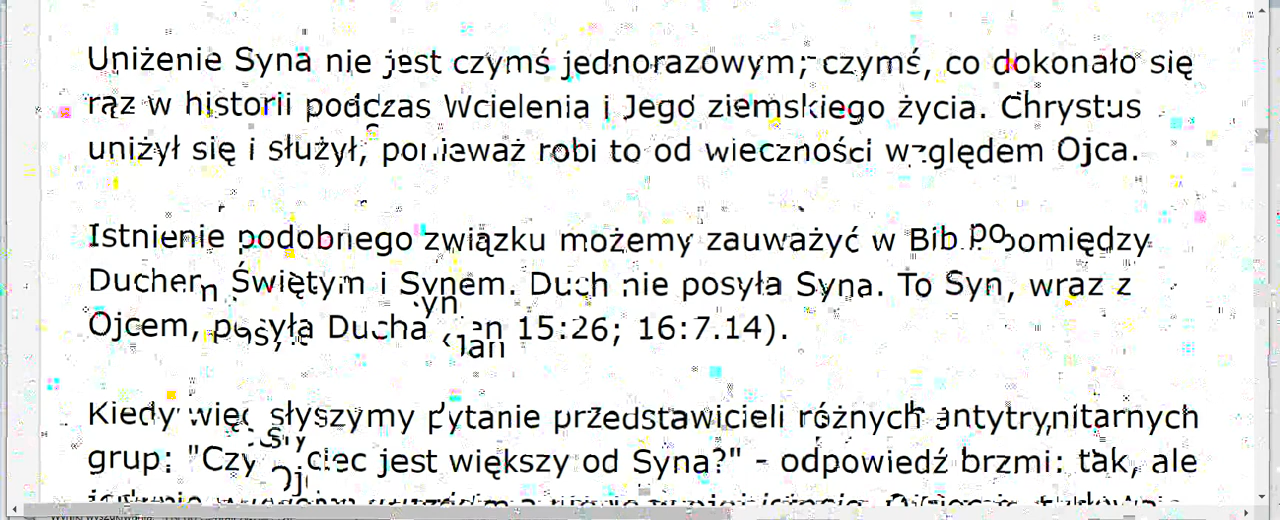 Uniżenie Syna nie jest czymś jednorazowym, czymś, co dokonało się
raz w historii podczas Wcielenia i Jego ziemskiego życia. Chrystus
uniżył się i służył, ponieważ robi to od wieczności względem Ojca.
Istnienie podobnego związku możemy zauważyć w Biblii pomiędzy
Duchem Świętym i Synem. Duch nie posyła Syna. To Syn, wraz z
Ojcem, posyła Ducha (Jan 15:26; 16:7.14).
Kiedy więc słyszymy pytanie przedstawicieli różnych antytrynitarnych
grup: "Czy Ojciec jest większy od Syna?" - odpowiedź brzmi: tak, ale